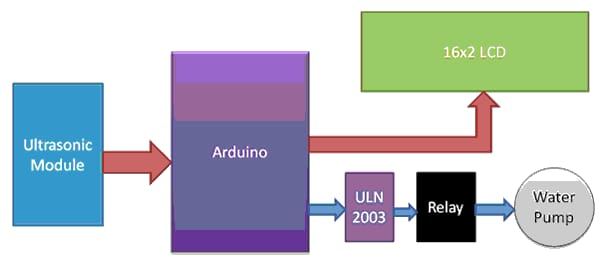 16x2 LCD
Ultrasonic
Module
Arduino
ULN
2003
Relay
Water
Pump